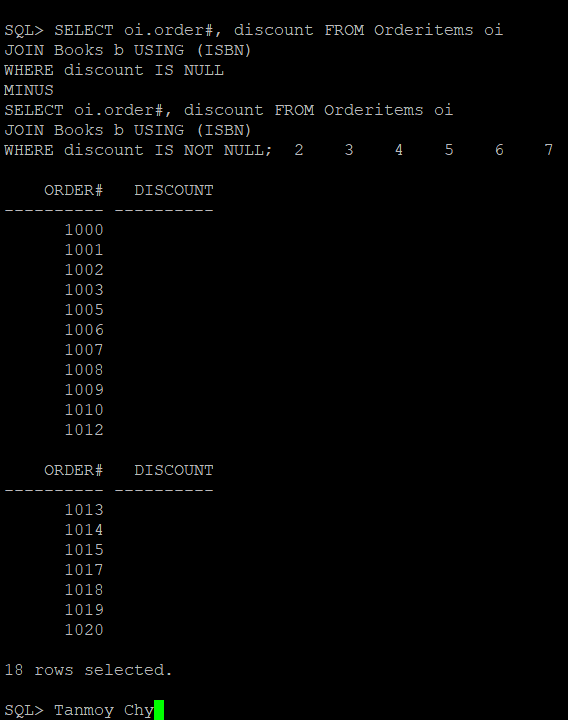 SQL> SELECT oi.order#, discount FROM Orderitems oi
JOIN Books b USING (ISBN)
WHERE discount IS NULL
MINUS
SELECT oi.order#, discount FROM Orderitems oi
JOIN Books b USING (ISBN)
WHERE discount IS NOT NULL;  2    3    4    5    6    7
    ORDER#   DISCOUNT
---------- ----------
      1000
      1001
      1002
      1003
      1005
      1006
      1007
      1008
      1009
      1010
      1012
    ORDER#   DISCOUNT
---------- ----------
      1013
      1014
      1015
      1017
      1018
      1019
      1020
18 rows selected.
SQL> Tanmoy Chy